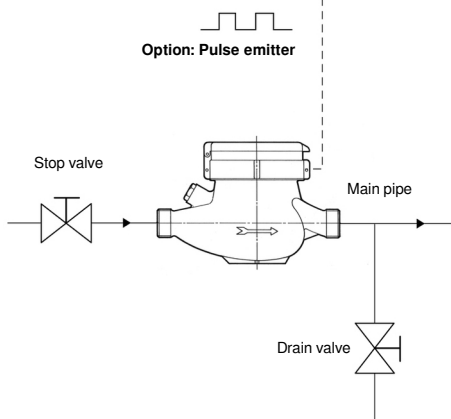 Option: Pulse emitter
Stop valve
Main pipe
Drain valve